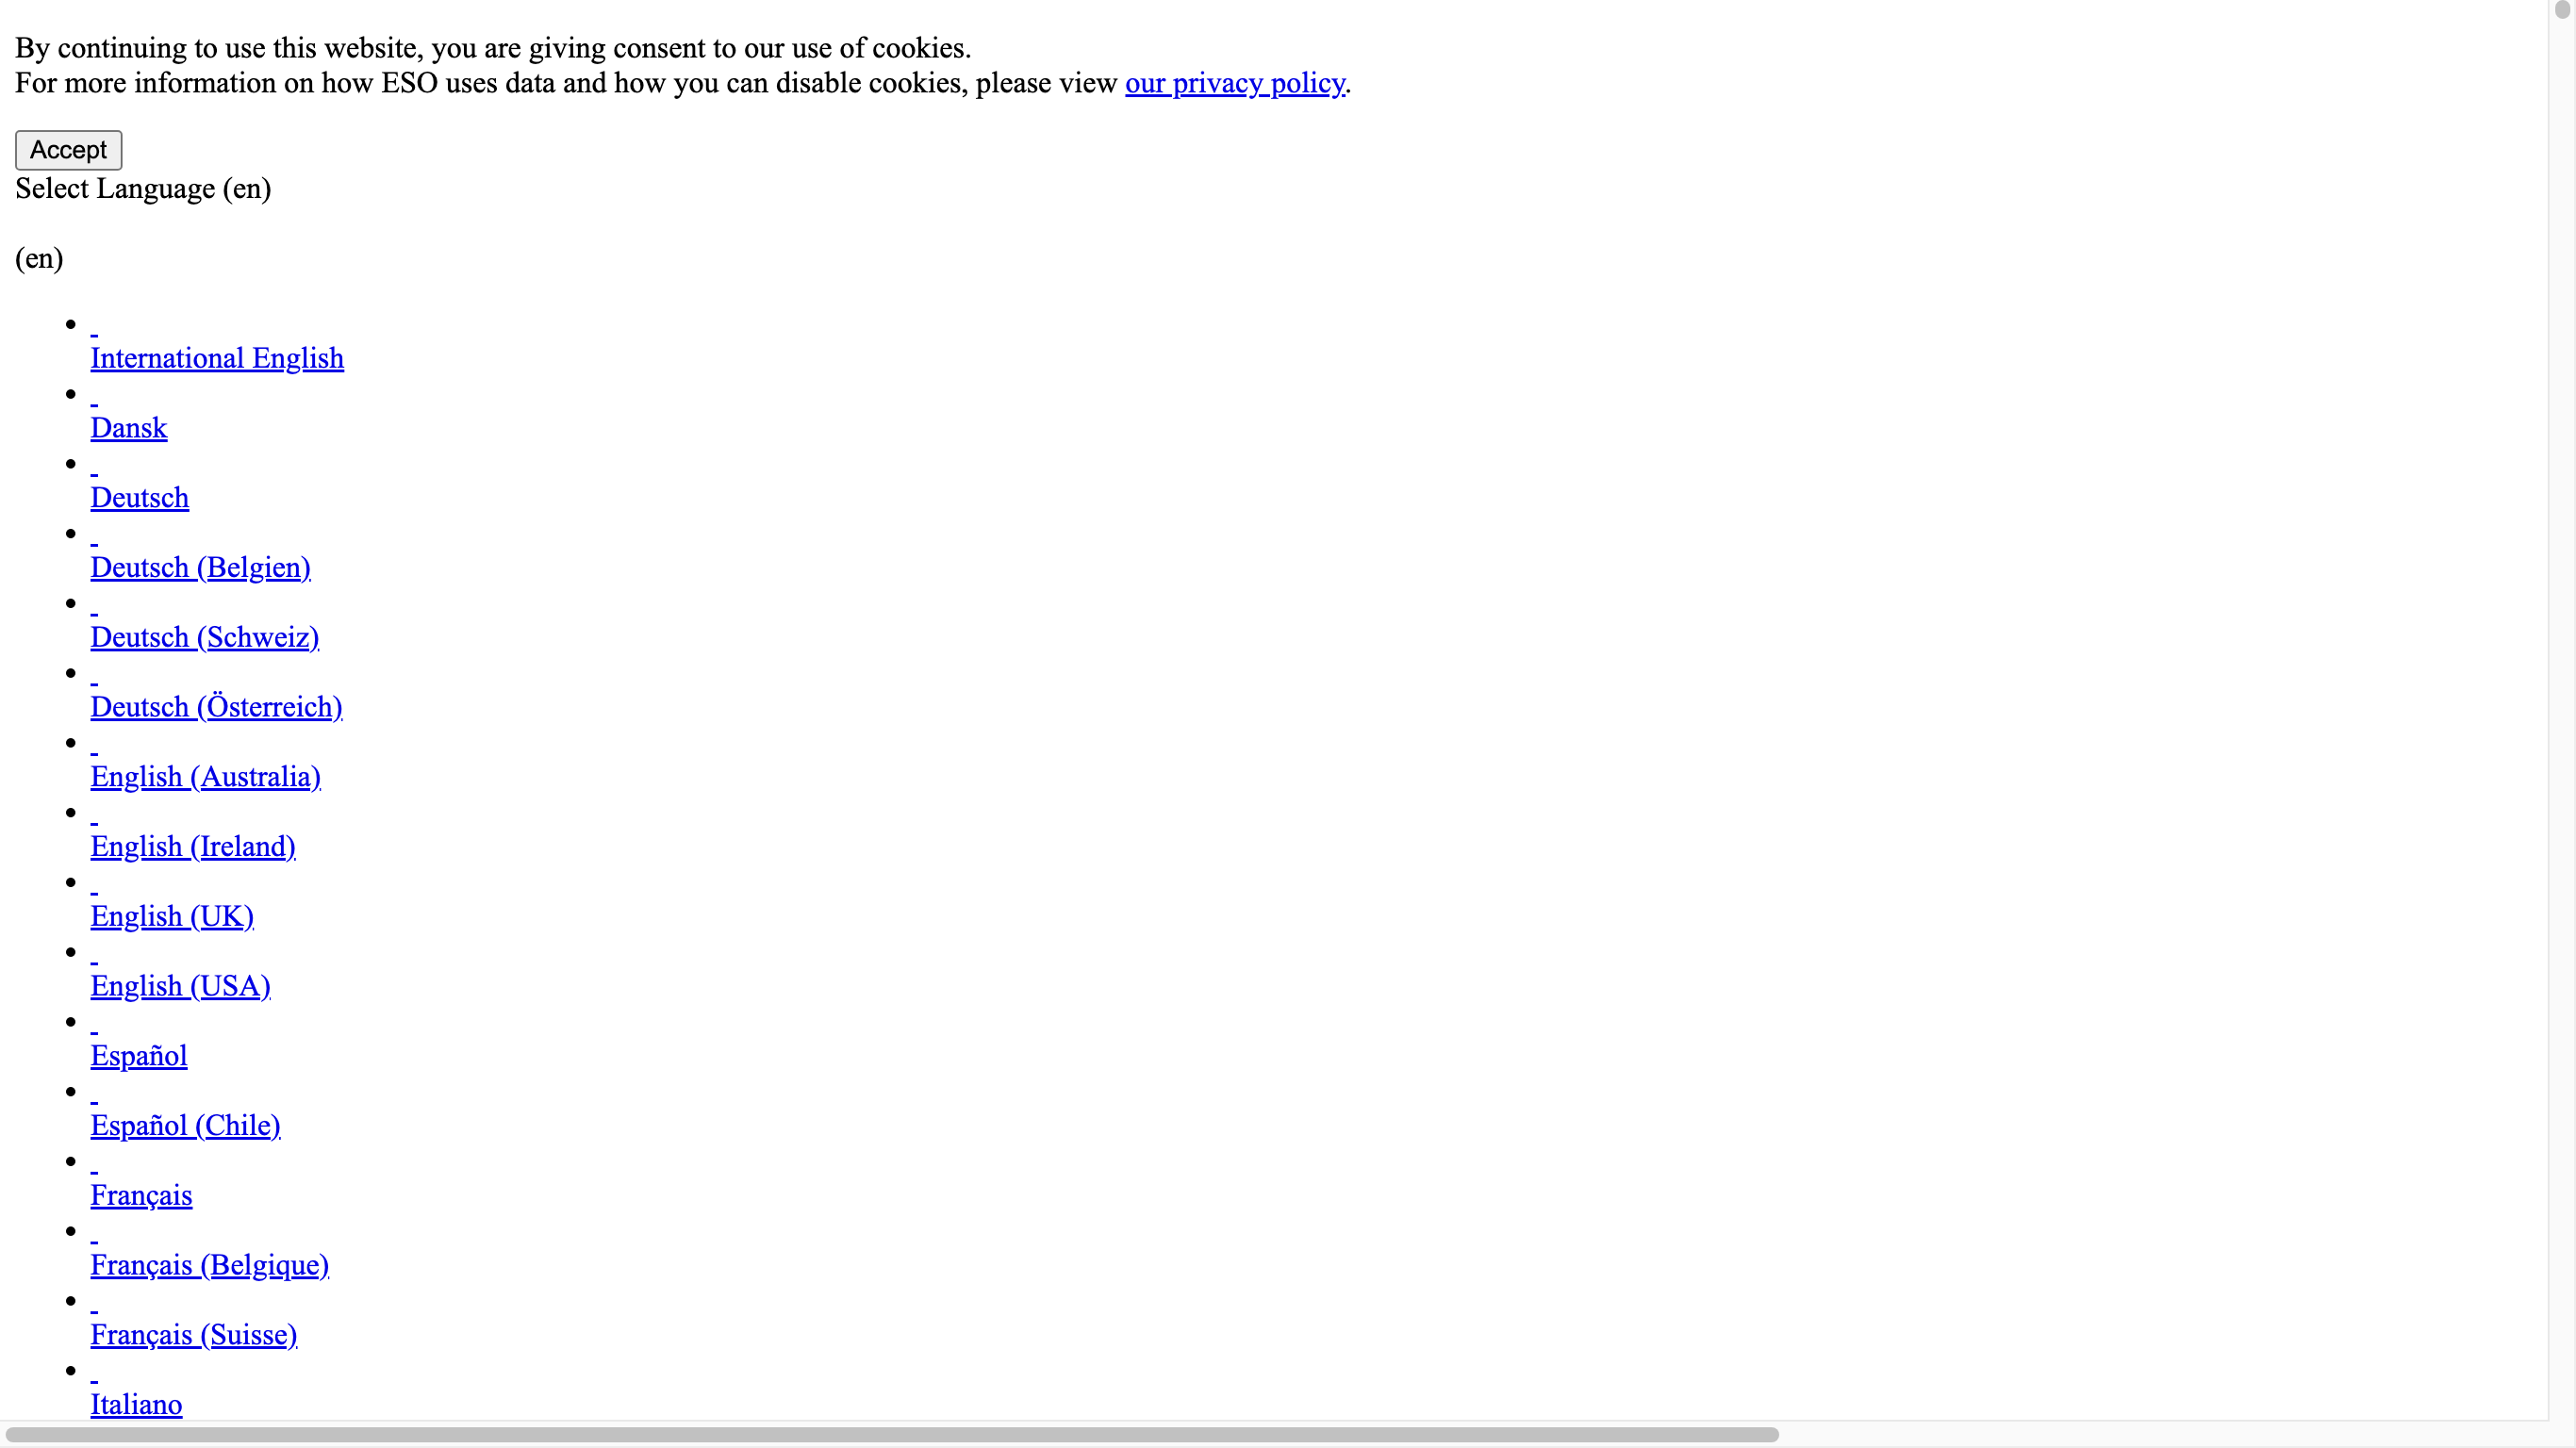 By continuing to use this website, you are giving consent to our use of cookies.
For more information on how ESO uses data and how you can disable cookies, please view our privacy policy.
Accept
Select Language (en)
(en)
International English
Dansk
Deutsch
Deutsch (Belgien)
Deutsch (Schweiz)
Deutsch (Österreich)
English (Australia)
English (Ireland)
English (UK)
English (USA)
Español
Español (Chile)
Français
Français (Belgique)
Français (Suisse)
Italiano